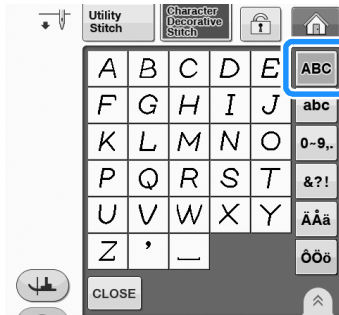 Utility Stitch
Character Decorative Stitch
A B C D E ABC
F G H I J abc
K L M N O 0~9,.
P Q R S T &?!
U V W X Y ÄÅä
Z ’ _ ÔÖö
CLOSE